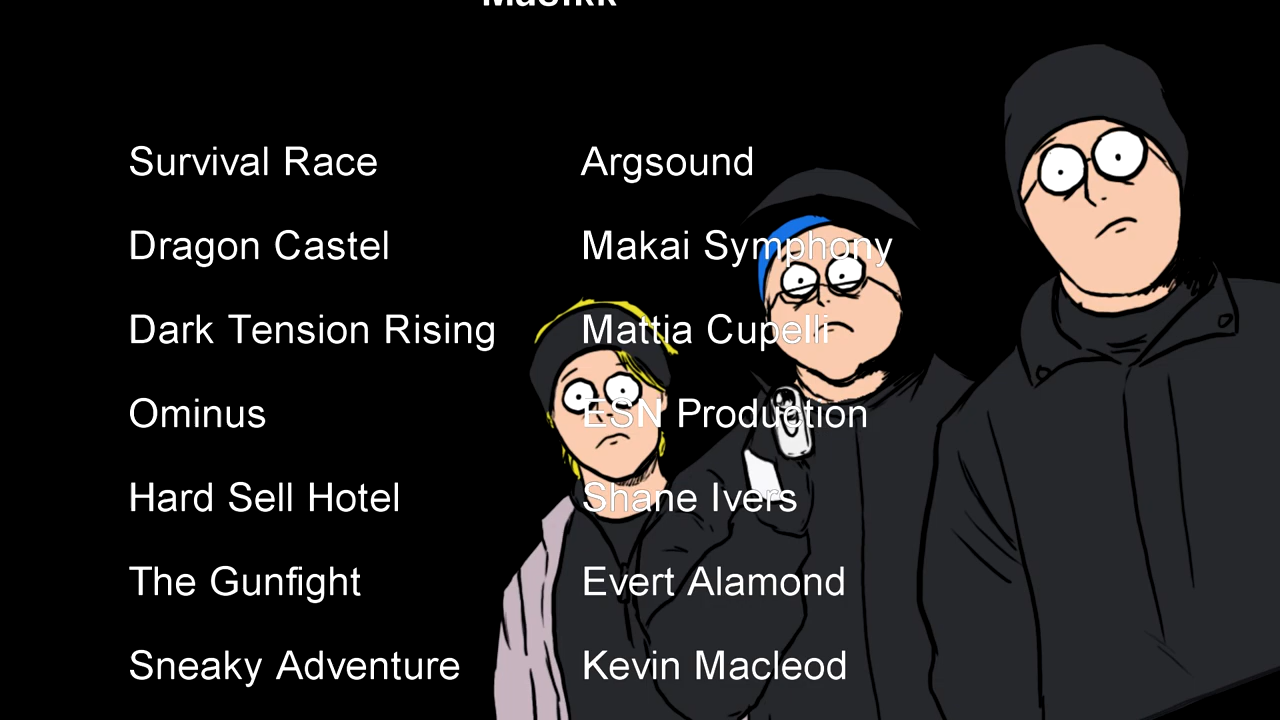 Musikk
Survival Race Argsound
Dragon Castel Makai Symphony
Dark Tension Rising Mattia Cupelli
Ominus ESN Production
Hard Sell Hotel Shane Ivers
The Gunfight Evert Alamond
Sneaky Adventure Kevin Macleod